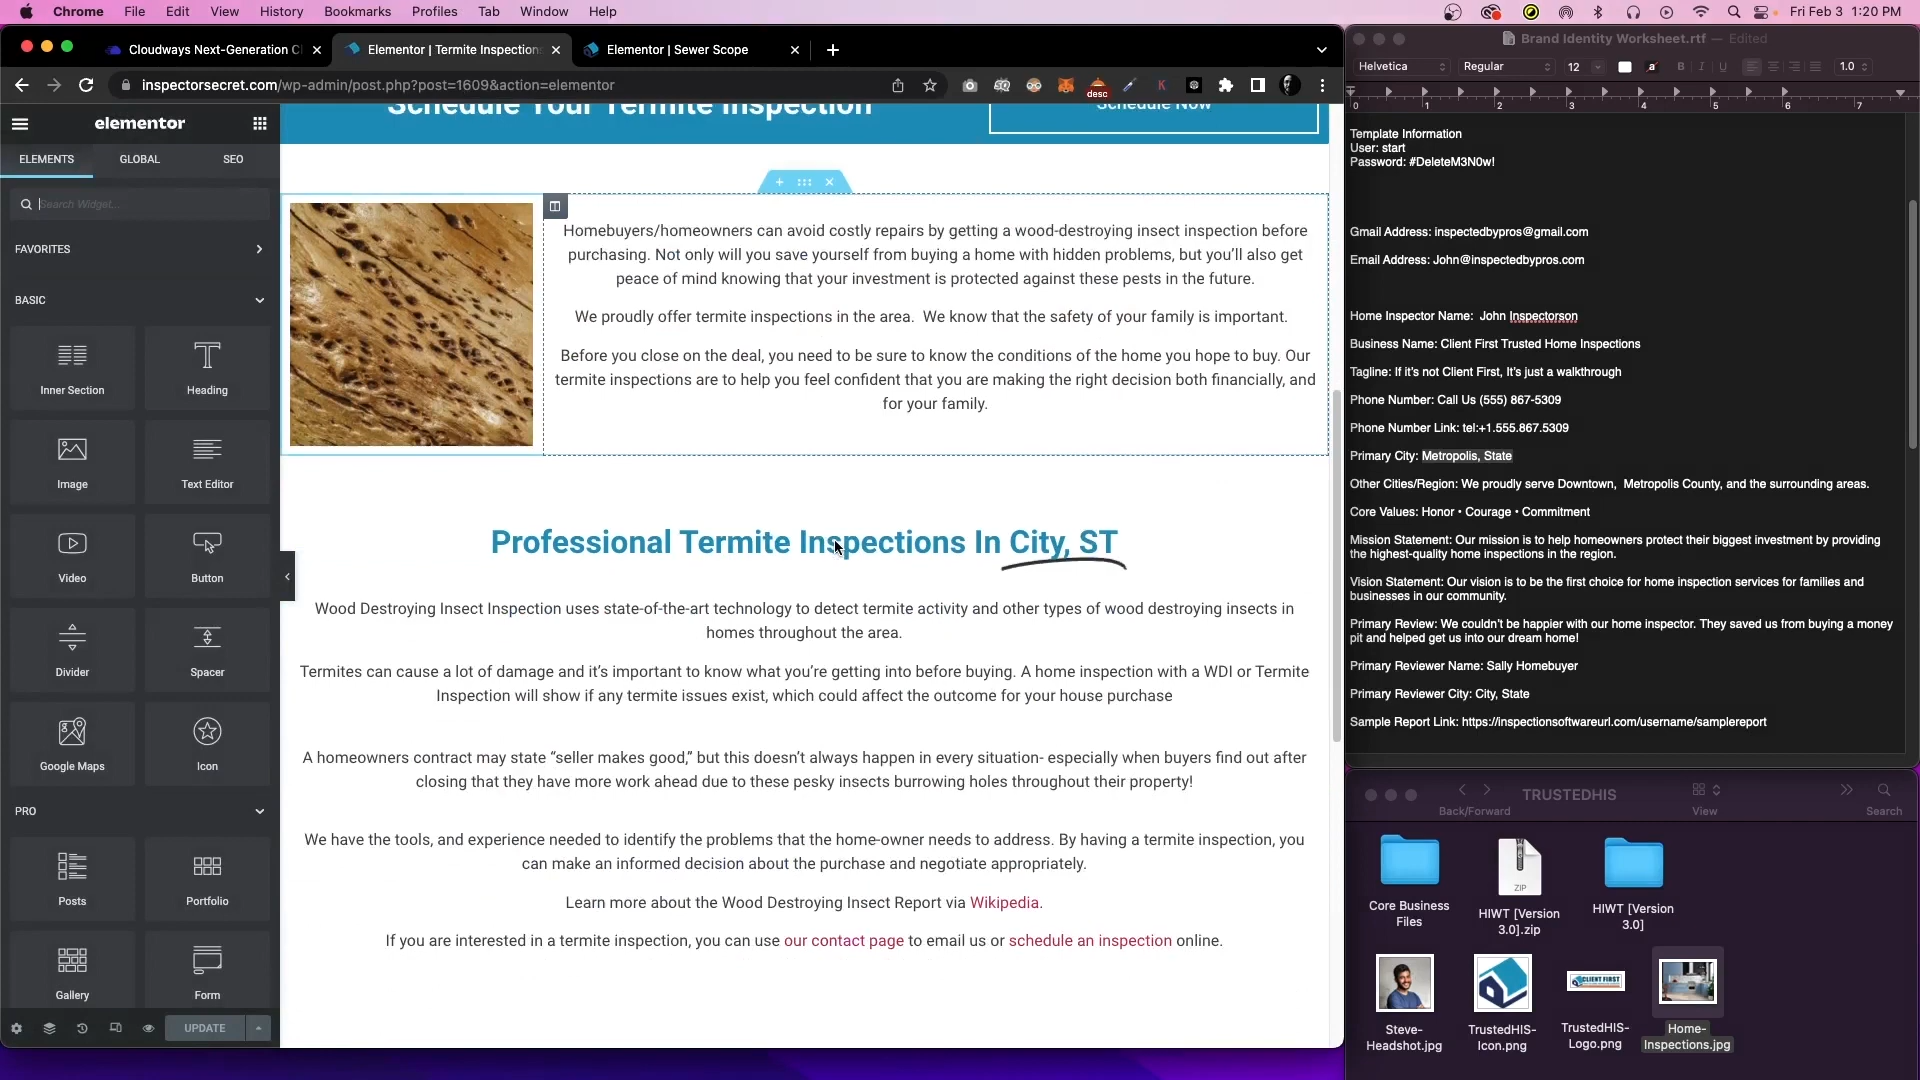 Chrome File Edit View History Bookmarks Profiles Tab Window Help
Fri Feb 3 1:20 PM
Cloudways Next-Generation C
Elementor | Termite Inspection
Elementor | Sewer Scope
inspectorsecret.com/wp-admin/post.php?post=1609&action=elementor
desc
elementor
ELEMENTS GLOBAL SEO
Search Widget...
FAVORITES
BASIC
Inner Section
Heading
Image
Text Editor
Video
Button
Divider
Spacer
Google Maps
Icon
PRO
Posts
Portfolio
Gallery
Form
UPDATE
Schedule Your Termite Inspection
Schedule Now
Homebuyers/homeowners can avoid costly repairs by getting a wood-destroying insect inspection before
purchasing. Not only will you save yourself from buying a home with hidden problems, but you’ll also get
peace of mind knowing that your investment is protected against these pests in the future.
We proudly offer termite inspections in the area.  We know that the safety of your family is important.
Before you close on the deal, you need to be sure to know the conditions of the home you hope to buy. Our
termite inspections are to help you feel confident that you are making the right decision both financially, and
for your family.
Professional Termite Inspections In City, ST
Wood Destroying Insect Inspection uses state-of-the-art technology to detect termite activity and other types of wood destroying insects in
homes throughout the area.
Termites can cause a lot of damage and it’s important to know what you’re getting into before buying. A home inspection with a WDI or Termite
Inspection will show if any termite issues exist, which could affect the outcome for your house purchase
A homeowners contract may state “seller makes good,” but this doesn’t always happen in every situation- especially when buyers find out after
closing that they have more work ahead due to these pesky insects burrowing holes throughout their property!
We have the tools, and experience needed to identify the problems that the home-owner needs to address. By having a termite inspection, you
can make an informed decision about the purchase and negotiate appropriately.
Learn more about the Wood Destroying Insect Report via Wikipedia.
If you are interested in a termite inspection, you can use our contact page to email us or schedule an inspection online.
Brand Identity Worksheet.rtf — Edited
Helvetica Regular 12 B I U 1.0
0 1 2 3 4 5 6 7
Template Information
User: start
Password: #DeleteM3N0w!
Gmail Address: inspectedbypros@gmail.com
Email Address: John@inspectedbypros.com
Home Inspector Name:  John Inspectorson
Business Name: Client First Trusted Home Inspections
Tagline: If it’s not Client First, It’s just a walkthrough
Phone Number: Call Us (555) 867-5309
Phone Number Link: tel:+1.555.867.5309
Primary City: Metropolis, State
Other Cities/Region: We proudly serve Downtown,  Metropolis County, and the surrounding areas.
Core Values: Honor • Courage • Commitment
Mission Statement: Our mission is to help homeowners protect their biggest investment by providing
the highest-quality home inspections in the region.
Vision Statement: Our vision is to be the first choice for home inspection services for families and
businesses in our community.
Primary Review: We couldn’t be happier with our home inspector. They saved us from buying a money
pit and helped get us into our dream home!
Primary Reviewer Name: Sally Homebuyer
Primary Reviewer City: City, State
Sample Report Link: https://inspectionsoftwareurl.com/username/samplereport
TRUSTEDHIS
Back/Forward View Search
Core Business
Files
ZIP
HIWT [Version
3.0].zip
HIWT [Version
3.0]
Steve-
Headshot.jpg
TrustedHIS-
Icon.png
CLIENT FIRST
TrustedHIS-
Logo.png
Home-
Inspections.jpg